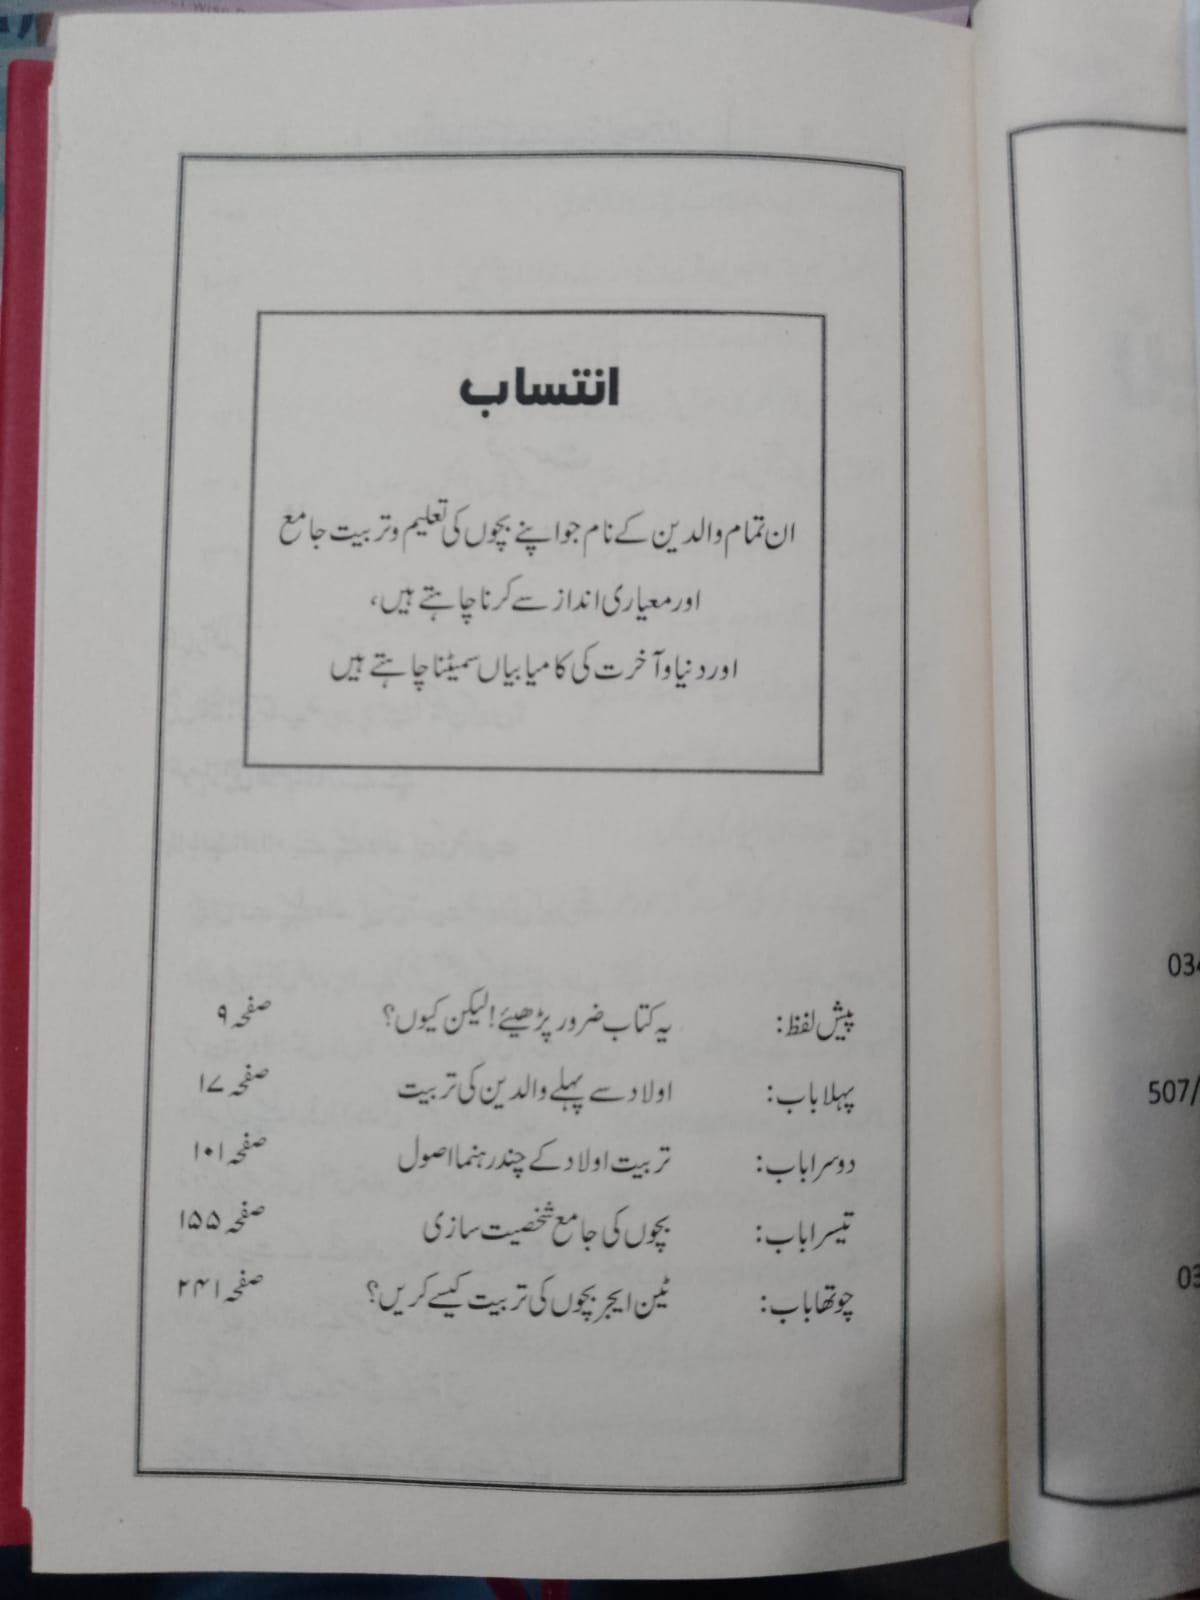 انتساب
ان تمام والدین کے نام جو اپنے بچوں کی تعلیم و تربیت جامع
اور معیاری انداز سے کرنا چاہتے ہیں،
اور دنیا و آخرت کی کامیابیاں سمیٹنا چاہتے ہیں
پیش لفظ: یہ کتاب ضرور پڑھیئے! لیکن کیوں؟ صفحہ ۹
پہلا باب: اولاد سے پہلے والدین کی تربیت صفحہ ۱۷
دوسرا باب: تربیت اولاد کے چند رہنما اصول صفحہ ۱۰۱
تیسرا باب: بچوں کی جامع شخصیت سازی صفحہ ۱۵۵
چوتھا باب: ٹین ایجر بچوں کی تربیت کیسے کریں؟ صفحہ ۲۴۱
034
507/
03